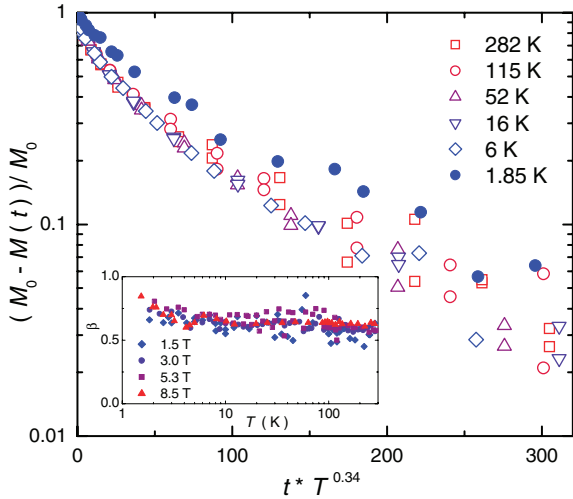 1
0.1
0.01
(M₀ - M(t))/M₀
282 K
115 K
52 K
16 K
6 K
1.85 K
1.0
0.5
0.0
β
1.5 T
3.0 T
5.3 T
8.5 T
1 10 100
T (K)
0 100 200 300
t* T^0.34